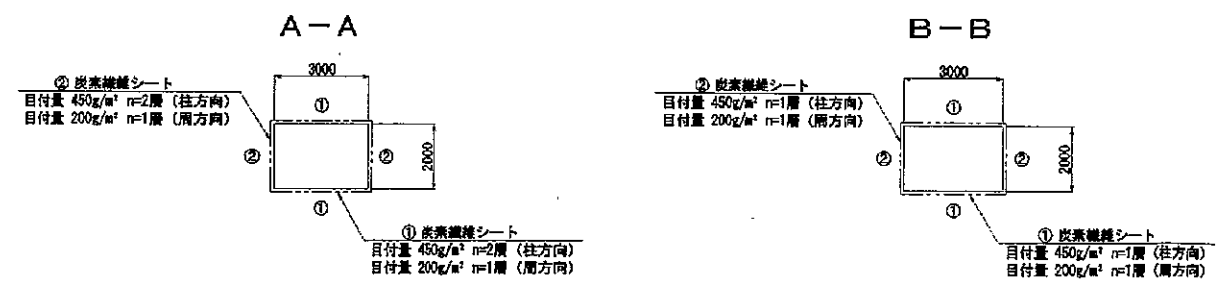 A-A
② 炭素繊維シート
目付量 450g/m² n=2層 (柱方向)
目付量 200g/m² n=1層 (周方向)
3000
①
②
②
2000
①
① 炭素繊維シート
目付量 450g/m² n=2層 (柱方向)
目付量 200g/m² n=1層 (周方向)
B-B
② 炭素繊維シート
目付量 450g/m² n=1層 (柱方向)
目付量 200g/m² n=1層 (周方向)
3000
①
②
②
2000
①
① 炭素繊維シート
目付量 450g/m² n=1層 (柱方向)
目付量 200g/m² n=1層 (周方向)